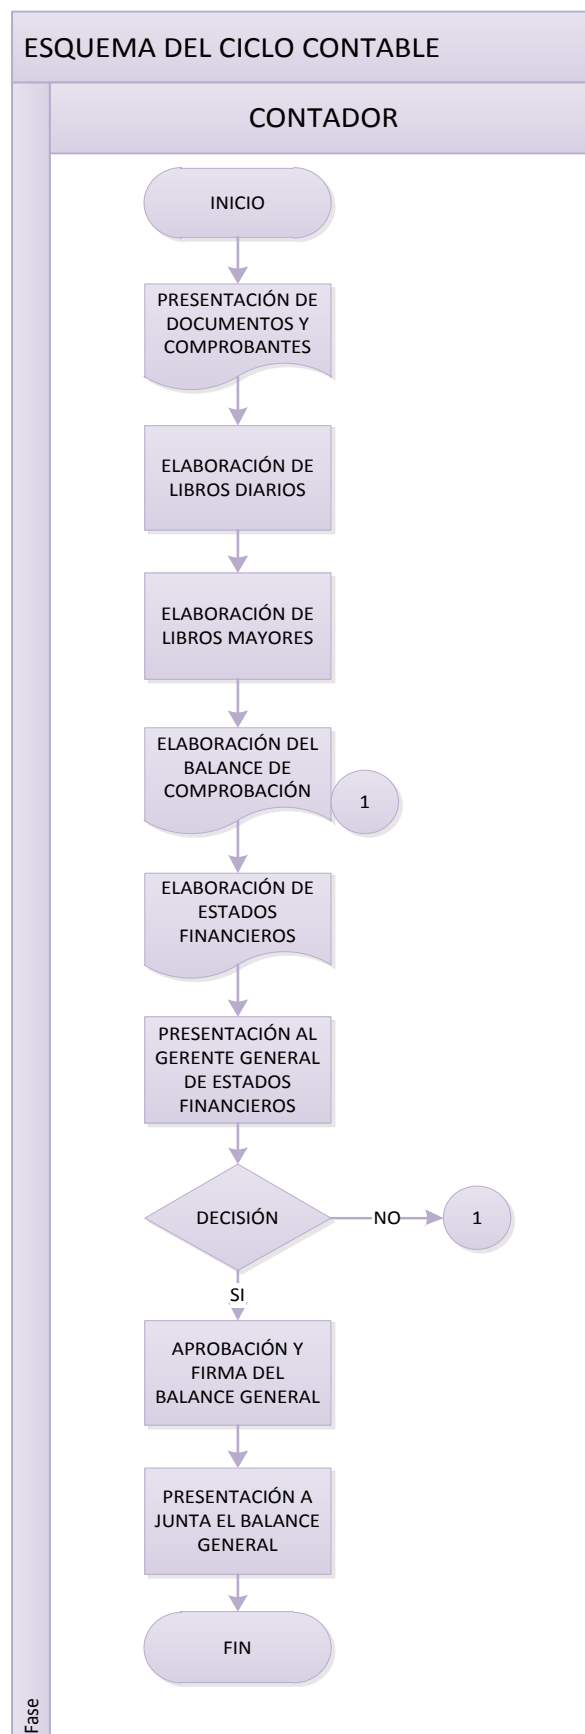 ESQUEMA DEL CICLO CONTABLE
CONTADOR
INICIO
PRESENTACIÓN DE
DOCUMENTOS Y
COMPROBANTES
ELABORACIÓN DE
LIBROS DIARIOS
ELABORACIÓN DE
LIBROS MAYORES
ELABORACIÓN DEL
BALANCE DE
COMPROBACIÓN
1
ELABORACIÓN DE
ESTADOS
FINANCIEROS
PRESENTACIÓN AL
GERENTE GENERAL
DE ESTADOS
FINANCIEROS
DECISIÓN
NO
1
SI
APROBACIÓN Y
FIRMA DEL
BALANCE GENERAL
PRESENTACIÓN A
JUNTA EL BALANCE
GENERAL
FIN
Fase